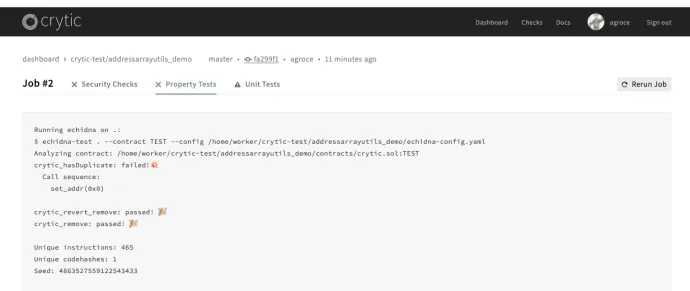 crytic
Dashboard Checks Docs agroce Sign out
dashboard > crytic-test/addressarrayutils_demo master • fa299f1 • agroce • 11 minutes ago
Job #2 Security Checks Property Tests Unit Tests Rerun Job
Running echidna on .:
$ echidna-test . --contract TEST --config /home/worker/crytic-test/addressarrayutils_demo/echidna-config.yaml
Analyzing contract: /home/worker/crytic-test/addressarrayutils_demo/contracts/crytic.sol:TEST
crytic_hasDuplicate: failed!💥
Call sequence:
set_addr(0x0)
crytic_revert_remove: passed! 🎉
crytic_remove: passed! 🎉
Unique instructions: 465
Unique codehashes: 1
Seed: 4863527559122543433